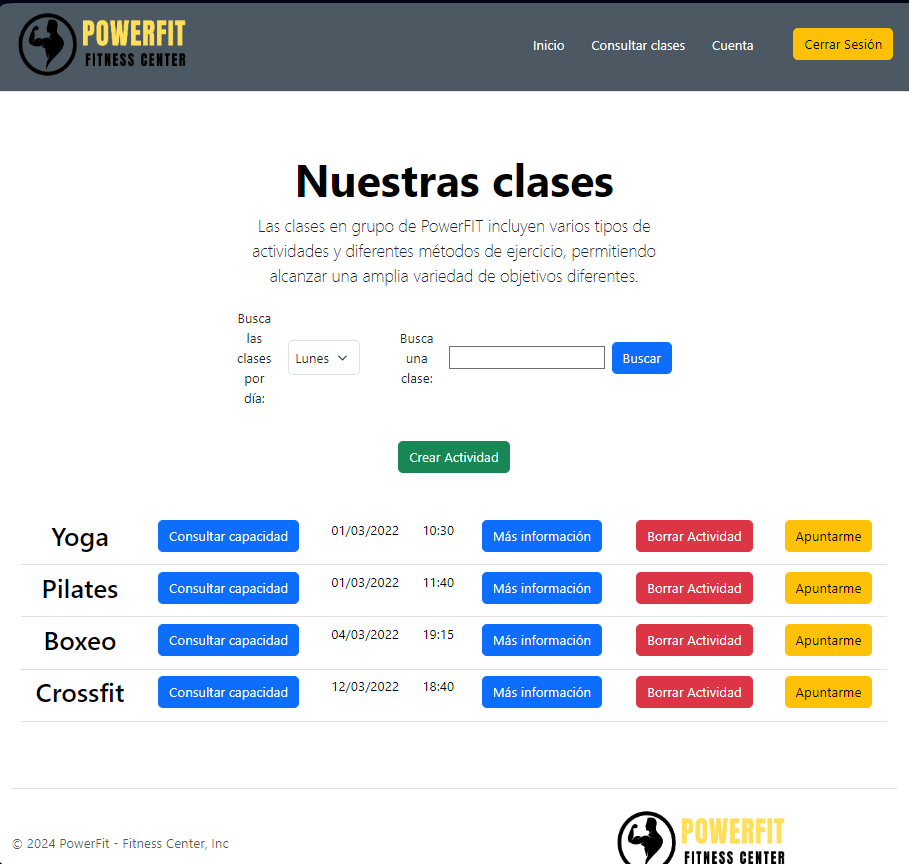 POWERFIT
FITNESS CENTER
Inicio
Consultar clases
Cuenta
Cerrar Sesión
Nuestras clases
Las clases en grupo de PowerFIT incluyen varios tipos de
actividades y diferentes métodos de ejercicio, permitiendo
alcanzar una amplia variedad de objetivos diferentes.
Busca
las
clases
por
día:
Lunes
Busca
una
clase:
Buscar
Crear Actividad
Yoga Consultar capacidad 01/03/2022 10:30 Más información Borrar Actividad Apuntarme
Pilates Consultar capacidad 01/03/2022 11:40 Más información Borrar Actividad Apuntarme
Boxeo Consultar capacidad 04/03/2022 19:15 Más información Borrar Actividad Apuntarme
Crossfit Consultar capacidad 12/03/2022 18:40 Más información Borrar Actividad Apuntarme
© 2024 PowerFit - Fitness Center, Inc
POWERFIT
FITNESS CENTER